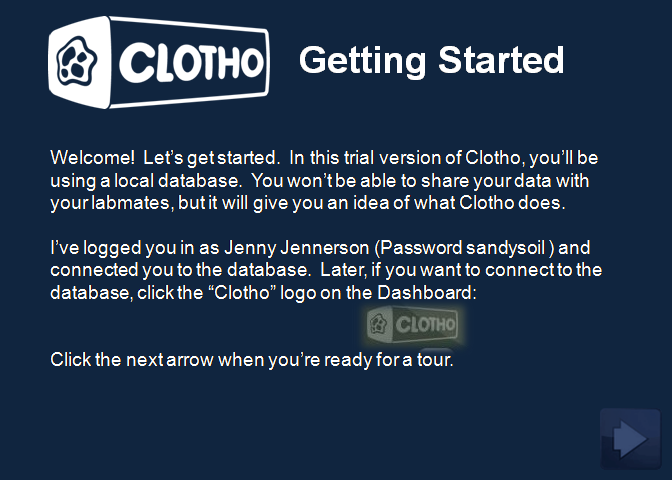 CLOTHO
Getting Started
Welcome!  Let's get started.  In this trial version of Clotho, you'll be
using a local database.  You won't be able to share your data with
your labmates, but it will give you an idea of what Clotho does.
I've logged you in as Jenny Jennerson (Password sandysoil ) and
connected you to the database.  Later, if you want to connect to the
database, click the “Clotho” logo on the Dashboard:
CLOTHO
Click the next arrow when you're ready for a tour.